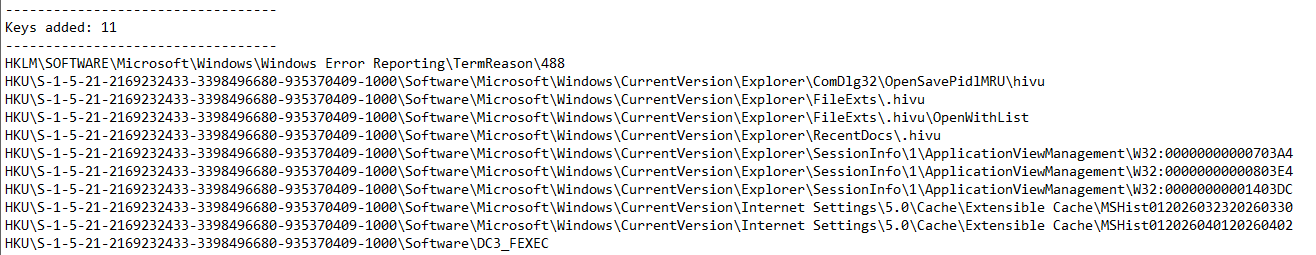 ----------------------------------
Keys added: 11
----------------------------------
HKLM\SOFTWARE\Microsoft\Windows\Windows Error Reporting\TermReason\488
HKU\S-1-5-21-2169232433-3398496680-935370409-1000\Software\Microsoft\Windows\CurrentVersion\Explorer\ComDlg32\OpenSavePidlMRU\hivu
HKU\S-1-5-21-2169232433-3398496680-935370409-1000\Software\Microsoft\Windows\CurrentVersion\Explorer\FileExts\.hivu
HKU\S-1-5-21-2169232433-3398496680-935370409-1000\Software\Microsoft\Windows\CurrentVersion\Explorer\FileExts\.hivu\OpenWithList
HKU\S-1-5-21-2169232433-3398496680-935370409-1000\Software\Microsoft\Windows\CurrentVersion\Explorer\RecentDocs\.hivu
HKU\S-1-5-21-2169232433-3398496680-935370409-1000\Software\Microsoft\Windows\CurrentVersion\Explorer\SessionInfo\1\ApplicationViewManagement\W32:00000000000703A4
HKU\S-1-5-21-2169232433-3398496680-935370409-1000\Software\Microsoft\Windows\CurrentVersion\Explorer\SessionInfo\1\ApplicationViewManagement\W32:00000000000803E4
HKU\S-1-5-21-2169232433-3398496680-935370409-1000\Software\Microsoft\Windows\CurrentVersion\Explorer\SessionInfo\1\ApplicationViewManagement\W32:00000000001403DC
HKU\S-1-5-21-2169232433-3398496680-935370409-1000\Software\Microsoft\Windows\CurrentVersion\Internet Settings\5.0\Cache\Extensible Cache\MSHist012026032320260330
HKU\S-1-5-21-2169232433-3398496680-935370409-1000\Software\Microsoft\Windows\CurrentVersion\Internet Settings\5.0\Cache\Extensible Cache\MSHist012026040120260402
HKU\S-1-5-21-2169232433-3398496680-935370409-1000\Software\DC3_FEXEC